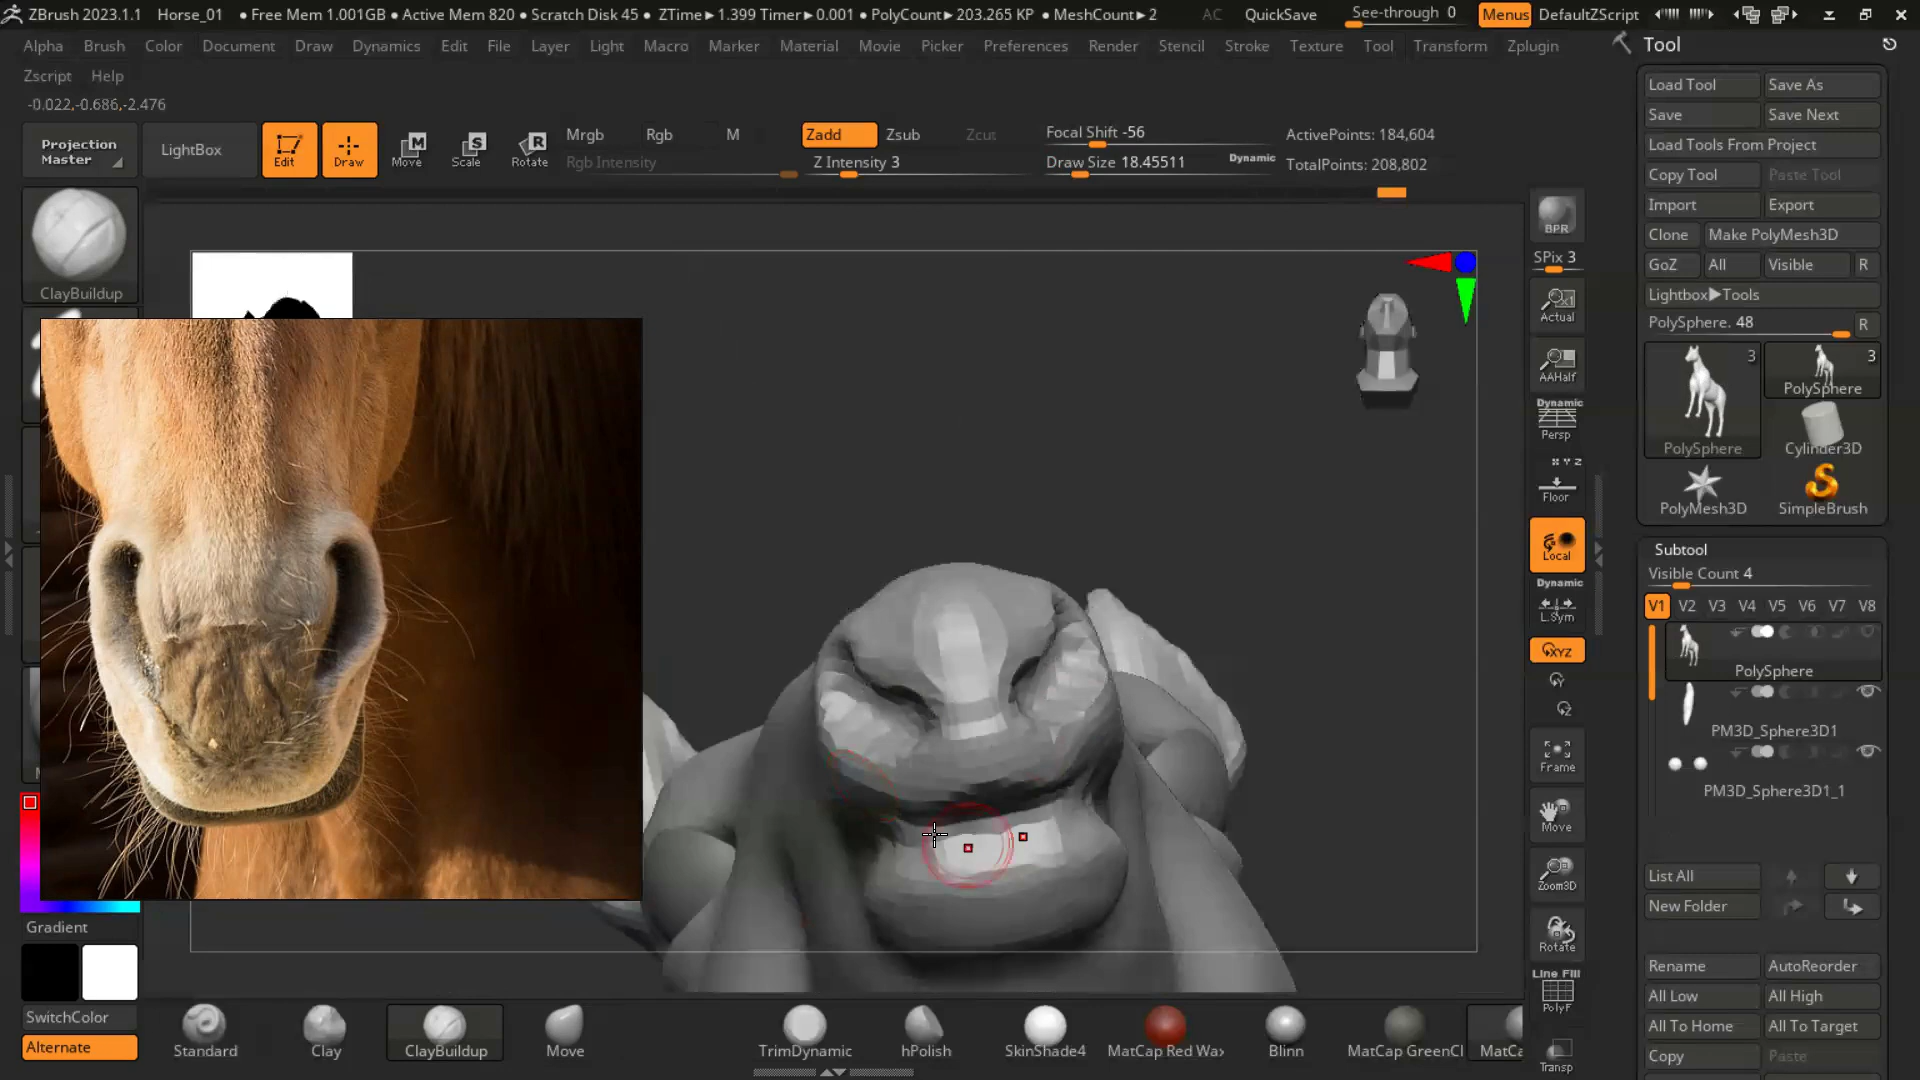 ZBrush 2023.1.1 Horse_01 ● Free Mem 1.001GB ● Active Mem 820 ● Scratch Disk 45 ● ZTime►1.399 Timer►0.001 ● PolyCount►203.265 KP ● MeshCount►2 AC QuickSave See-through 0 Menus DefaultZScript
Alpha Brush Color Document Draw Dynamics Edit File Layer Light Macro Marker Material Movie Picker Preferences Render Stencil Stroke Texture Tool Transform Zplugin
Zscript Help
-0.022,-0.686,-2.476
Projection Master
LightBox
Edit
Draw
Move
Scale
Rotate
Mrgb Rgb M
Rgb Intensity
Zadd Zsub Zcut
Z Intensity 3
Focal Shift -56
Draw Size 18.45511 Dynamic
ActivePoints: 184,604
TotalPoints: 208,802
ClayBuildup
Gradient
SwitchColor
Alternate
BPR
SPix 3
Actual
AAHalf
Dynamic
Persp
X Y Z
Floor
Local
Dynamic
L.Sym
XYZ
Y
Z
Frame
Move
Zoom3D
Rotate
Line Fill
PolyF
Transp
Standard
Clay
ClayBuildup
Move
TrimDynamic
hPolish
SkinShade4
MatCap Red Wax
Blinn
MatCap GreenCl
MatCa
Tool
Load Tool Save As
Save Save Next
Load Tools From Project
Copy Tool Paste Tool
Import Export
Clone Make PolyMesh3D
GoZ All Visible R
Lightbox►Tools
PolySphere. 48 R
3 3
PolySphere
PolySphere
Cylinder3D
PolyMesh3D
SimpleBrush
Subtool
Visible Count 4
V1 V2 V3 V4 V5 V6 V7 V8
PolySphere
PM3D_Sphere3D1
PM3D_Sphere3D1_1
List All
New Folder
Rename AutoReorder
All Low All High
All To Home All To Target
Copy Paste